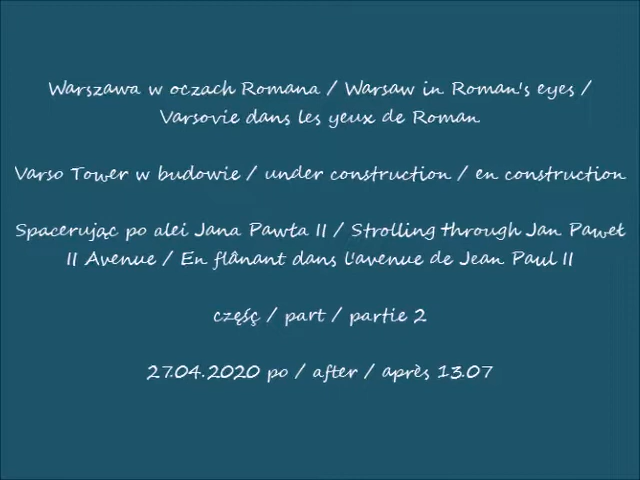 Warszawa w oczach Romana / Warsaw in Roman's eyes /
Varsovie dans les yeux de Roman
Varso Tower w budowie / under construction / en construction
Spacerując po alei Jana Pawła II / Strolling through Jan Paweł
II Avenue / En flânant dans l'avenue de Jean Paul II
częśç / part / partie 2
27.04.2020 po / after / après 13.07